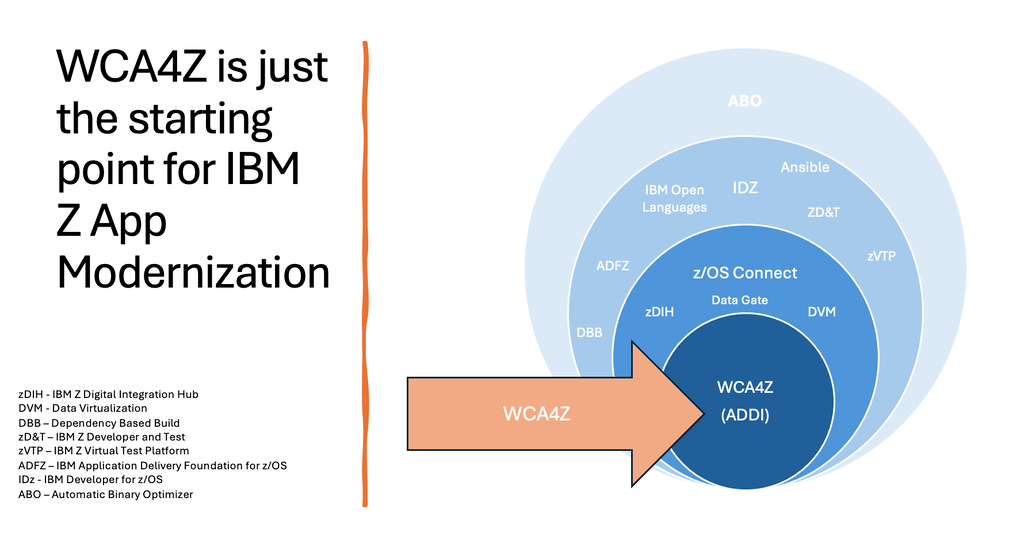 WCA4Z is just
the starting
point for IBM
Z App
Modernization
zDIH - IBM Z Digital Integration Hub
DVM - Data Virtualization
DBB – Dependency Based Build
zD&T – IBM Z Developer and Test
zVTP – IBM Z Virtual Test Platform
ADFZ – IBM Application Delivery Foundation for z/OS
IDz - IBM Developer for z/OS
ABO – Automatic Binary Optimizer
ABO
Ansible
IBM Open
Languages
IDZ
ZD&T
zVTP
ADFZ
DBB
z/OS Connect
Data Gate
zDIH
DVM
WCA4Z
(ADDI)
WCA4Z